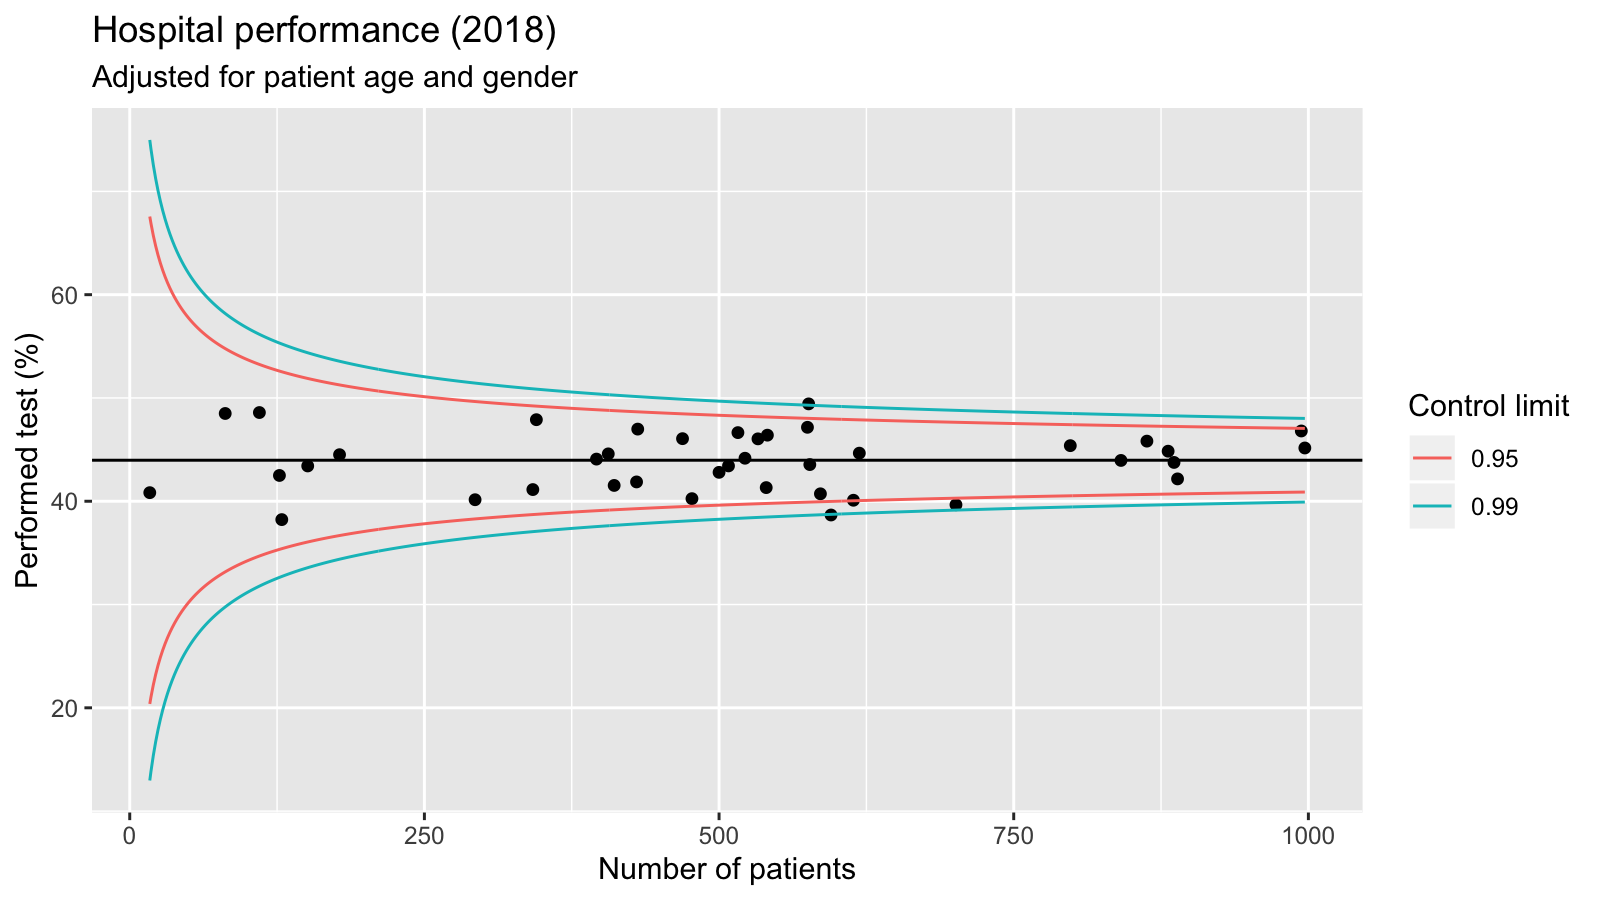 Hospital performance (2018)
Adjusted for patient age and gender
Performed test (%)
60
40
20
0 250 500 750 1000
Number of patients
Control limit
0.95
0.99